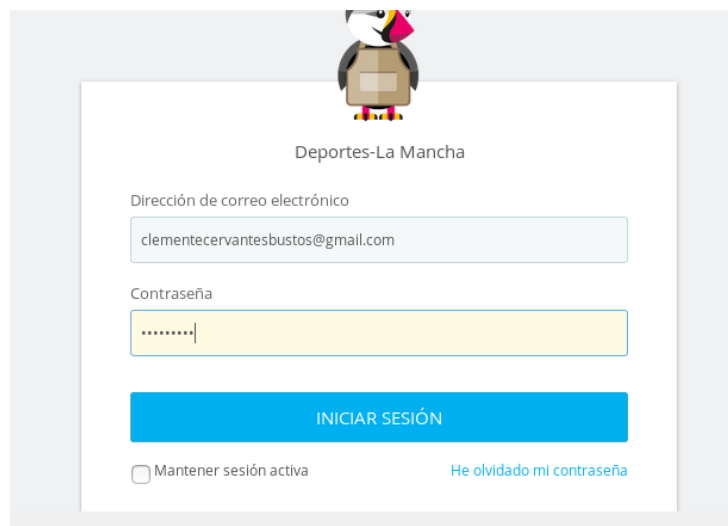 Deportes-La Mancha
Dirección de correo electrónico
clementecervantesbustos@gmail.com
Contraseña
•••••••••
INICIAR SESIÓN
Mantener sesión activa He olvidado mi contraseña